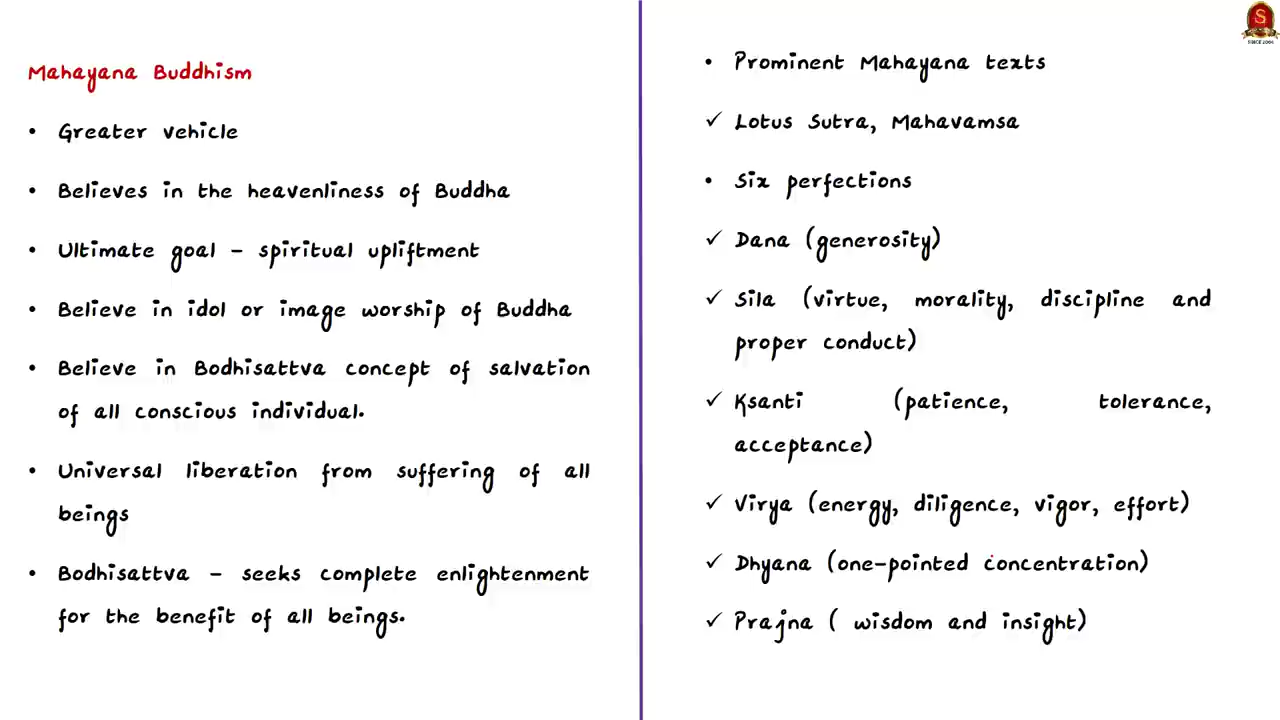 Mahayana Buddhism
• Greater vehicle
• Believes in the heavenliness of Buddha
• Ultimate goal – spiritual upliftment
• Believe in idol or image worship of Buddha
• Believe in Bodhisattva concept of salvation
of all conscious individual.
• Universal liberation from suffering of all
beings
• Bodhisattva – seeks complete enlightenment
for the benefit of all beings.
• Prominent Mahayana texts
✓ Lotus Sutra, Mahavamsa
• Six perfections
✓ Dana (generosity)
✓ Sila (virtue, morality, discipline and
proper conduct)
✓ Ksanti (patience, tolerance,
acceptance)
✓ Virya (energy, diligence, vigor, effort)
✓ Dhyana (one-pointed concentration)
✓ Prajna ( wisdom and insight)
S
SINCE 2004